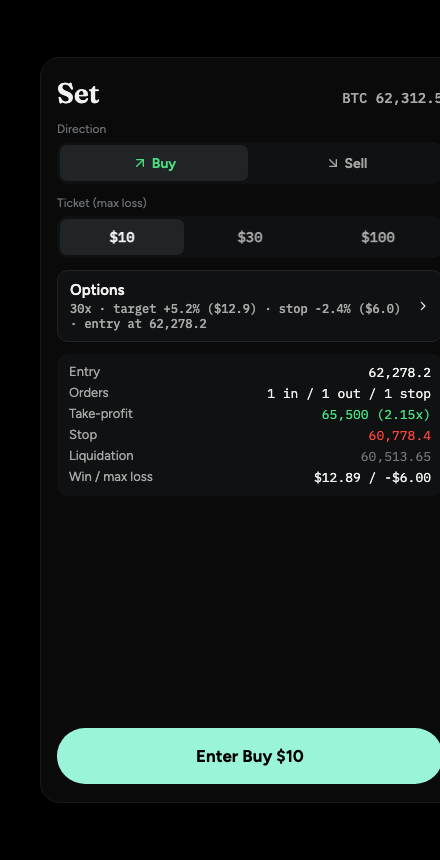 Set
BTC 62,312.5
Direction
Buy
Sell
Ticket (max loss)
$10
$30
$100
Options
30x · target +5.2% ($12.9) · stop -2.4% ($6.0)
· entry at 62,278.2
Entry 62,278.2
Orders 1 in / 1 out / 1 stop
Take-profit 65,500 (2.15x)
Stop 60,778.4
Liquidation 60,513.65
Win / max loss $12.89 / -$6.00
Enter Buy $10